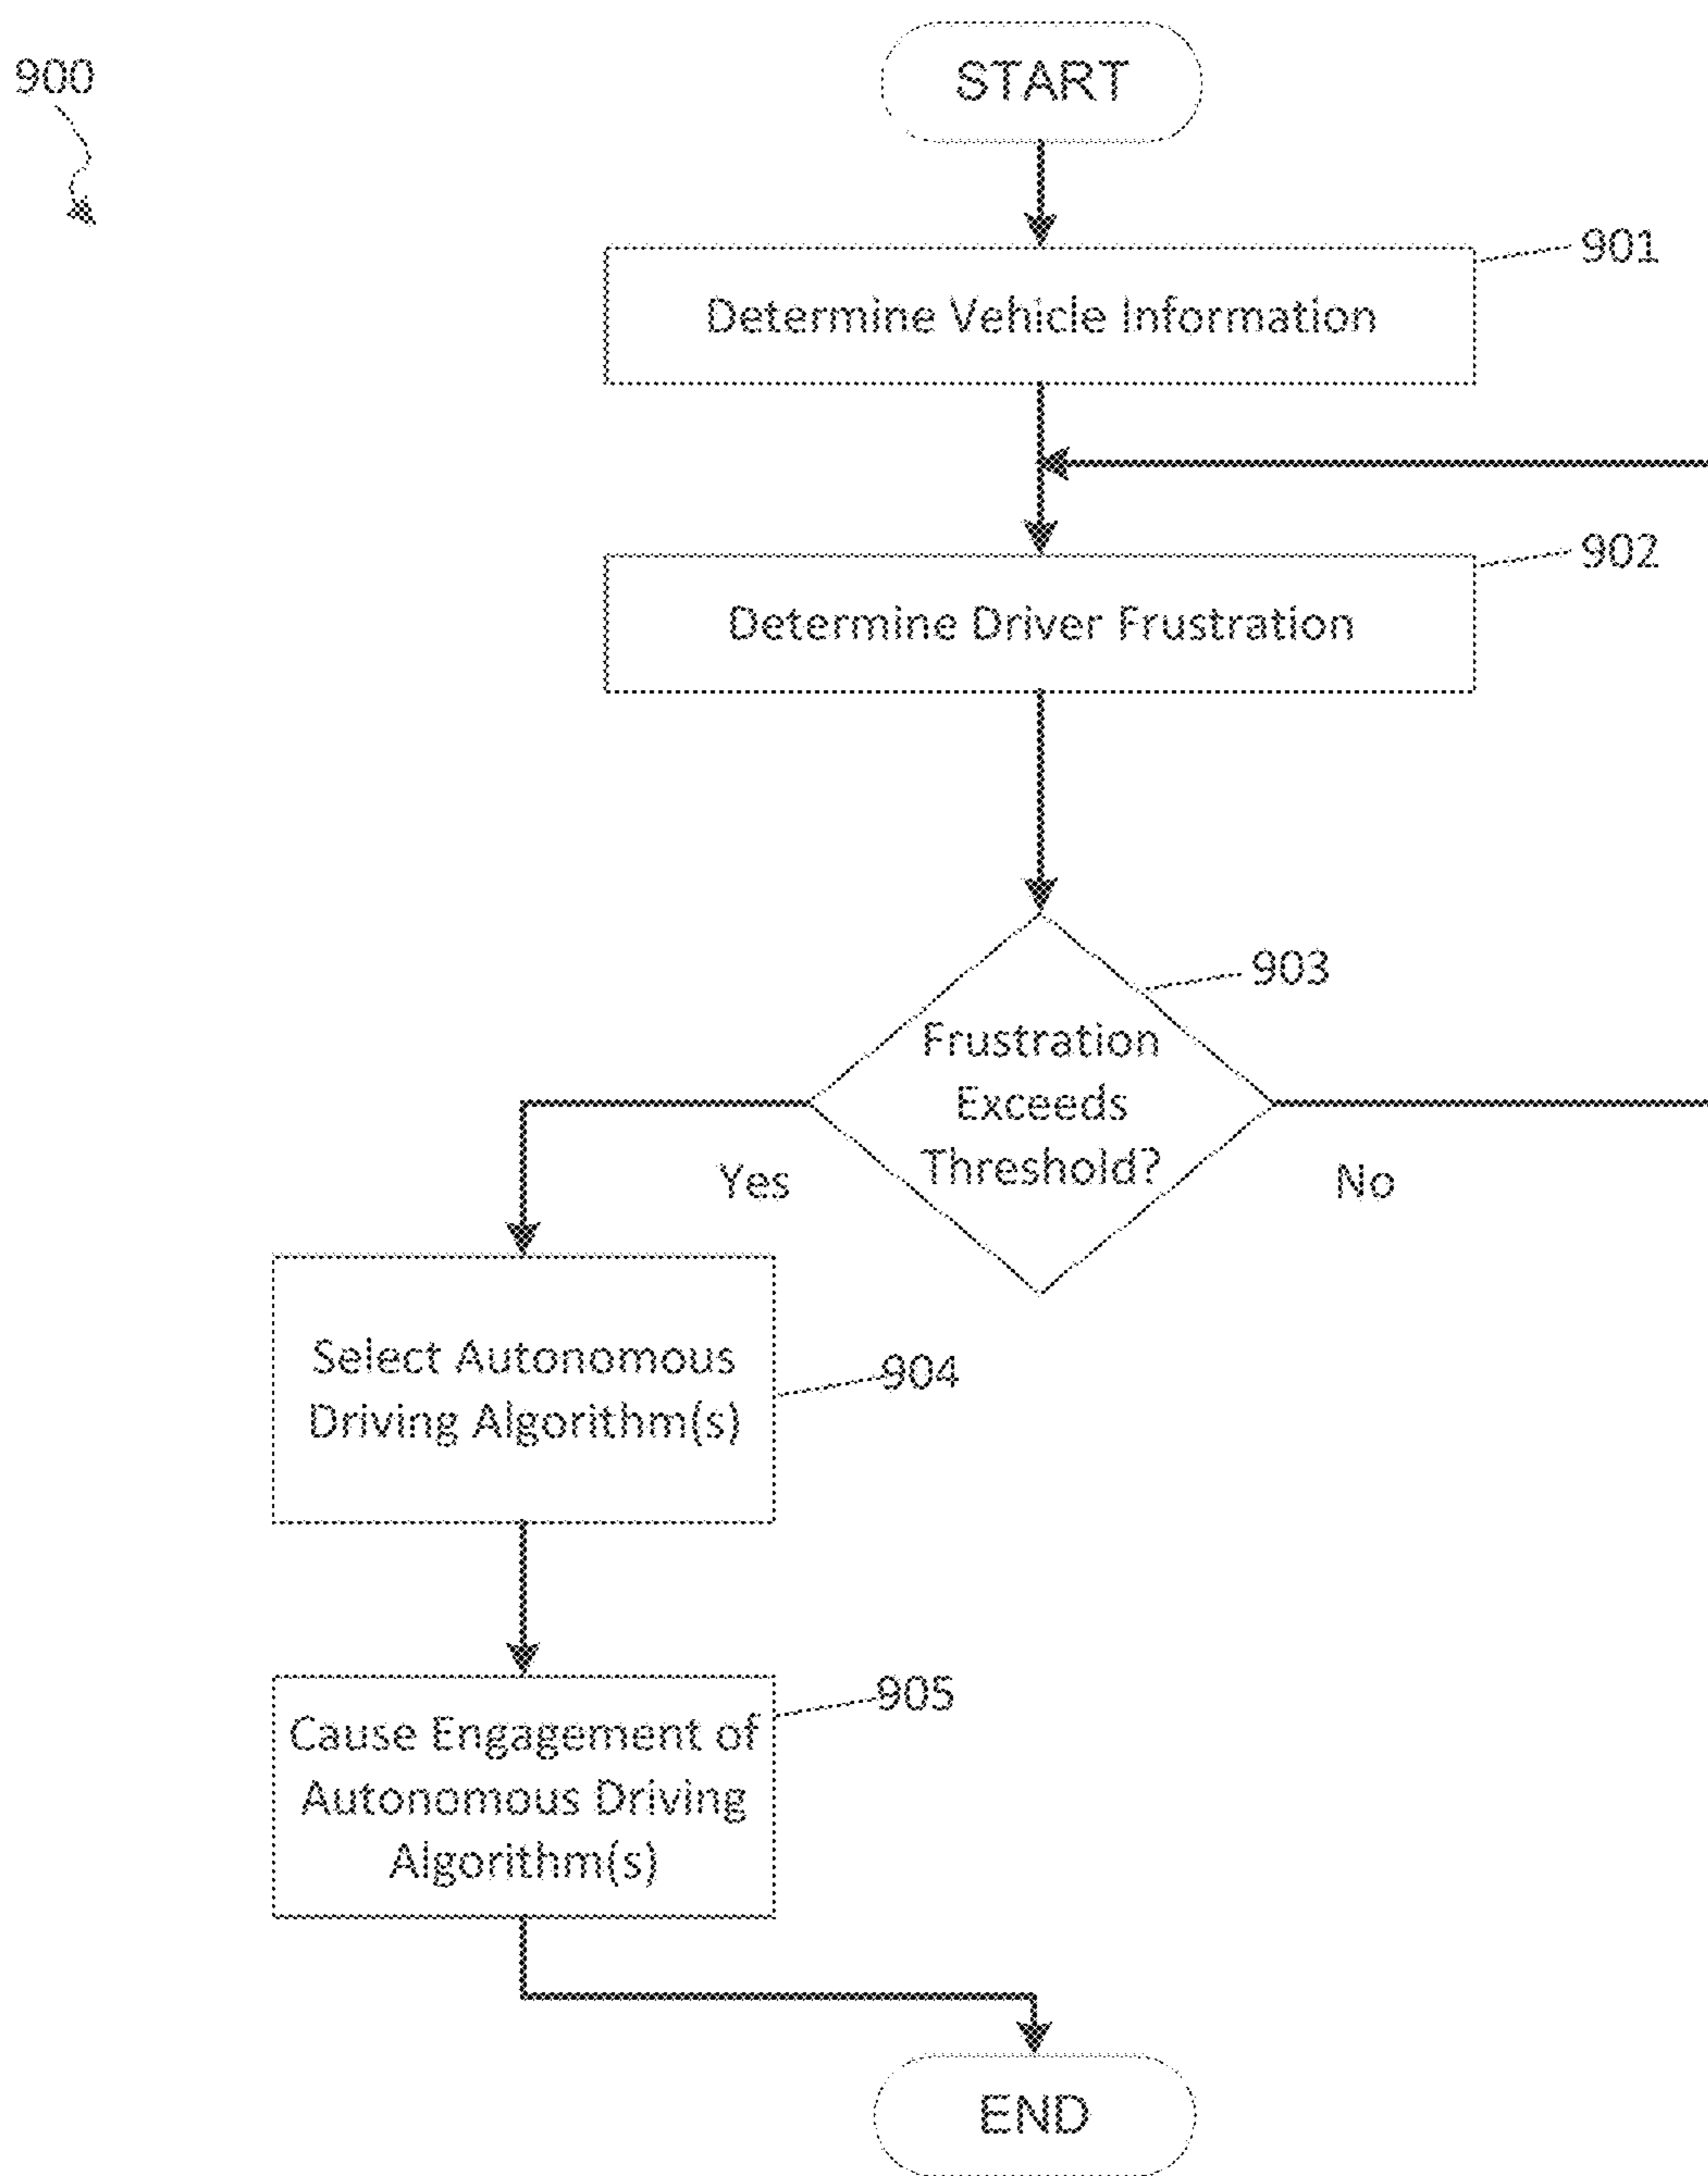 900
START
901
Determine Vehicle Information
902
Determine Driver Frustration
903
Frustration
Exceeds
Threshold?
Yes
No
Select Autonomous
Driving Algorithm(s)
904
905
Cause Engagement of
Autonomous Driving
Algorithm(s)
END